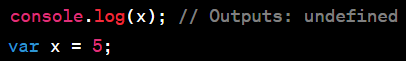 console.log(x); // Outputs: undefined
var x = 5;